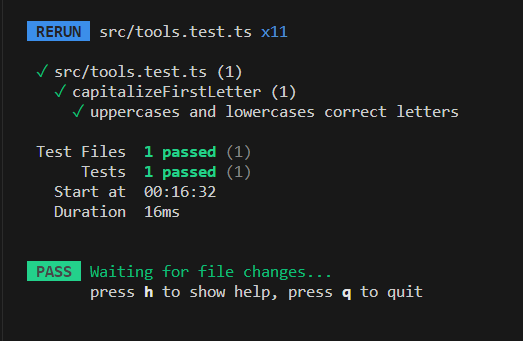 RERUN src/tools.test.ts x11
✓ src/tools.test.ts (1)
✓ capitalizeFirstLetter (1)
✓ uppercases and lowercases correct letters
Test Files 1 passed (1)
Tests 1 passed (1)
Start at 00:16:32
Duration 16ms
PASS Waiting for file changes...
press h to show help, press q to quit